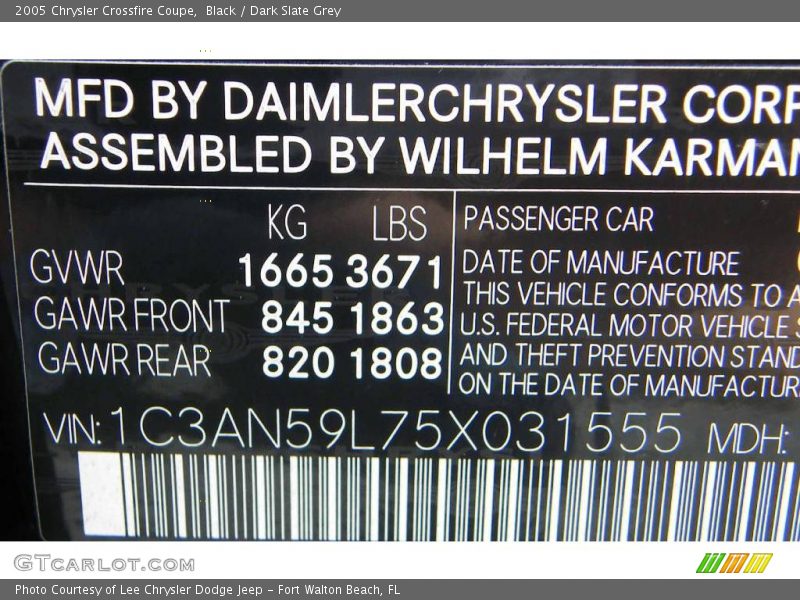 2005 Chrysler Crossfire Coupe, Black / Dark Slate Grey
MFD BY DAIMLERCHRYSLER CORP
ASSEMBLED BY WILHELM KARMAN
KG LBS
GVWR 1665 3671
GAWR FRONT 845 1863
GAWR REAR 820 1808
PASSENGER CAR
DATE OF MANUFACTURE
THIS VEHICLE CONFORMS TO A
U.S. FEDERAL MOTOR VEHICLE S
AND THEFT PREVENTION STAND
ON THE DATE OF MANUFACTUR
VIN: 1C3AN59L75X031555 MDH:
GTCARLOT.COM
Photo Courtesy of Lee Chrysler Dodge Jeep - Fort Walton Beach, FL